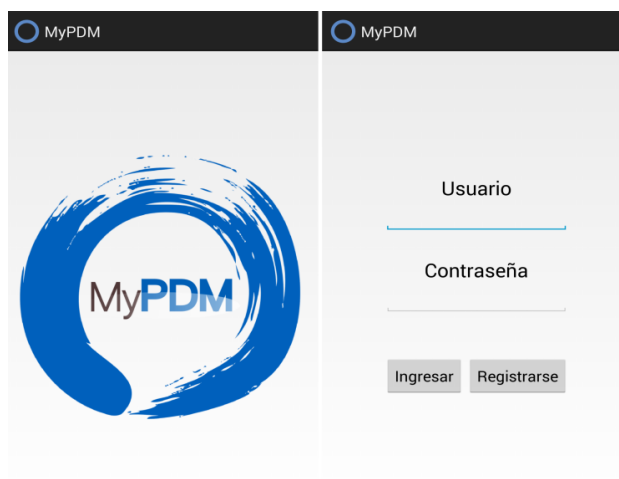 MyPDM
MyPDM
MyPDM
Usuario
Contraseña
Ingresar Registrarse